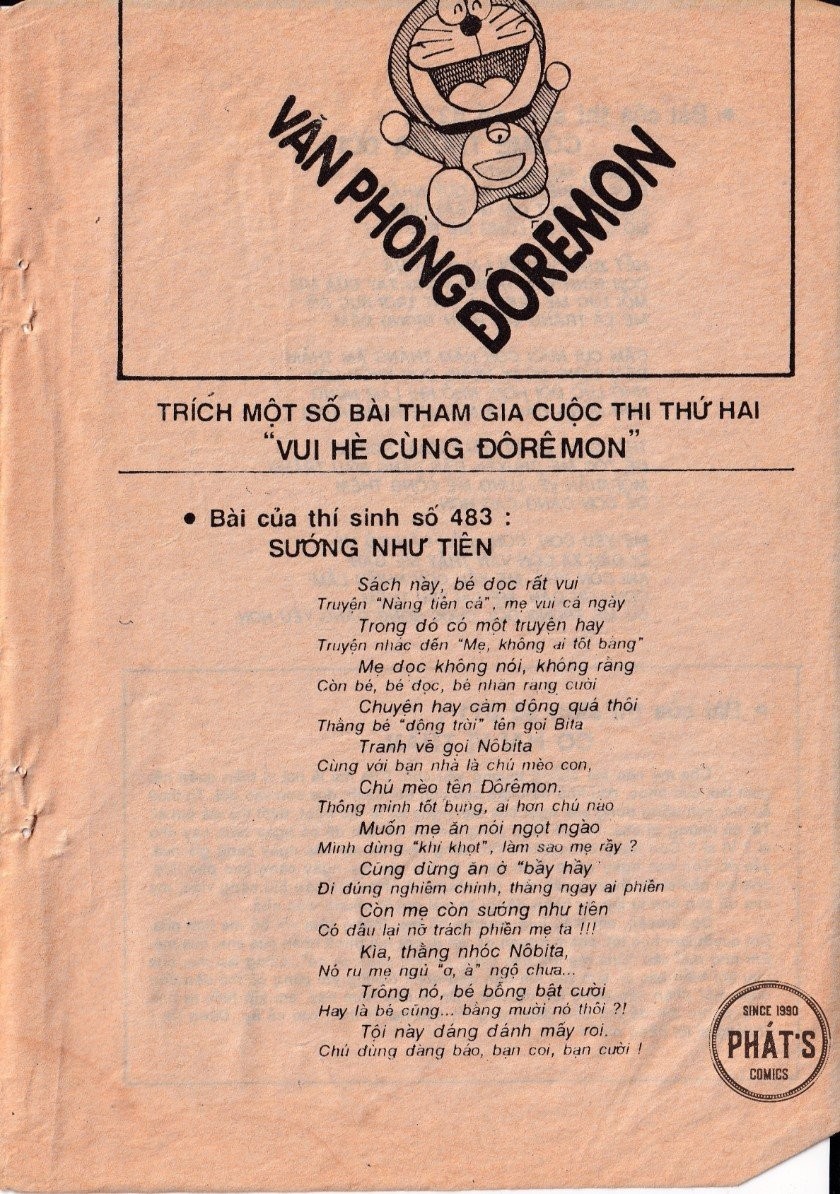 VĂN PHÒNG
ĐÔRÊMON
TRÍCH MỘT SỐ BÀI THAM GIA CUỘC THI THỨ HAI
“VUI HÈ CÙNG ĐÔRÊMON”
• Bài của thí sinh số 483 :
SƯỚNG NHƯ TIÊN
Sách này, bé đọc rất vui
Truyện “Nàng tiên cá”, mẹ vui cả ngày
Trong đó có một truyện hay
Truyện nhắc đến “Mẹ, không ai tốt bằng”
Mẹ đọc không nói, không rằng
Còn bé, bé đọc, bé nhăn răng cười
Chuyện hay cảm động quá thôi
Thằng bé “động trời” tên gọi Bita
Tranh vẽ gọi Nôbita
Cùng với bạn nhà là chú mèo con,
Chú mèo tên Đôrêmon.
Thông minh tốt bụng, ai hơn chú nào
Muốn mẹ ăn nói ngọt ngào
Mình đừng “khỉ khọt”, làm sao mẹ rầy ?
Cũng đừng ăn ở “bầy hầy
Đi đứng nghiêm chỉnh, thẳng ngay ai phiền
Còn mẹ còn sướng như tiên
Có đâu lại nỡ trách phiền mẹ ta !!!
Kìa, thằng nhóc Nôbita,
Nó ru mẹ ngủ “ơ, à” ngộ chưa...
Trông nó, bé bỗng bật cười
Hay là bé cũng... bằng mười nó thôi ?!
Tội này đáng đánh mấy roi.
Chú đùng đàng báo, bạn coi, bạn cười !
SINCE 1990
PHÁT'S
COMICS